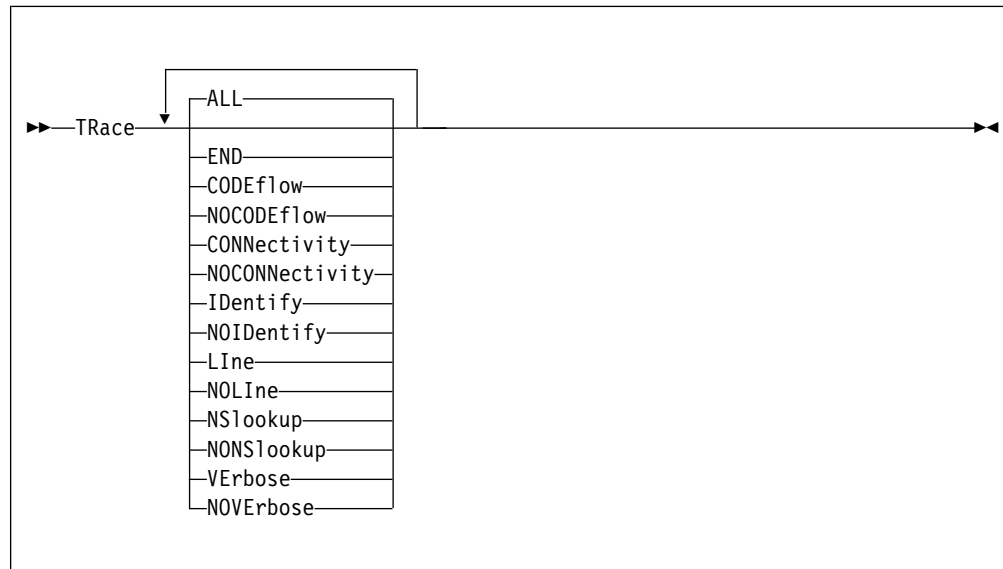 ALL
TRace
END
CODEflow
NOCODEflow
CONNectivity
NOCONNectivity
IDentify
NOIDentify
LIne
NOLIne
NSlookup
NONSlookup
VErbose
NOVErbose